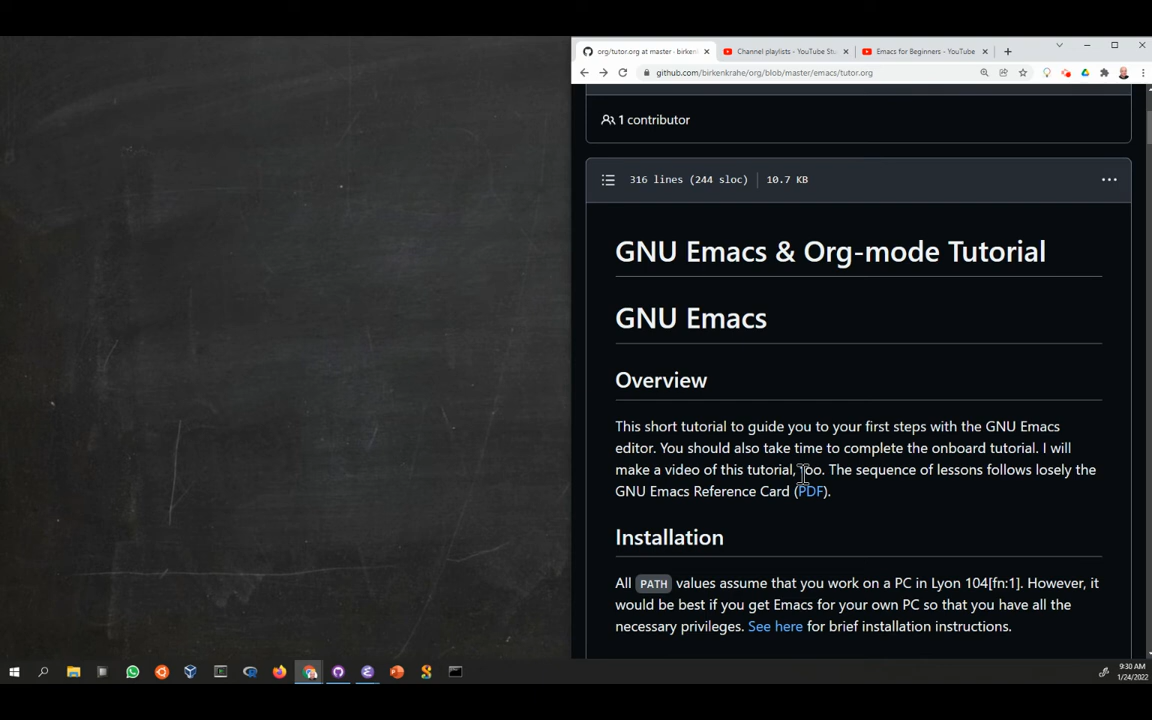 org/tutor.org at master · birken
Channel playlists - YouTube Stu
Emacs for Beginners - YouTube
github.com/birkenkrahe/org/blob/master/emacs/tutor.org
1 contributor
316 lines (244 sloc) 10.7 KB
GNU Emacs & Org-mode Tutorial
GNU Emacs
Overview
This short tutorial to guide you to your first steps with the GNU Emacs
editor. You should also take time to complete the onboard tutorial. I will
make a video of this tutorial, too. The sequence of lessons follows losely the
GNU Emacs Reference Card (PDF).
Installation
All PATH values assume that you work on a PC in Lyon 104[fn:1]. However, it
would be best if you get Emacs for your own PC so that you have all the
necessary privileges. See here for brief installation instructions.
9:30 AM
1/24/2022